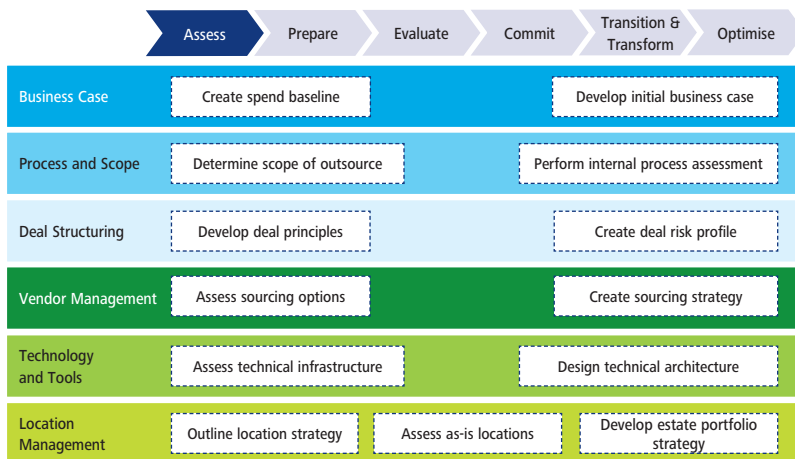 Assess
Prepare
Evaluate
Commit
Transition &
Transform
Optimise
Business Case
Create spend baseline
Develop initial business case
Process and Scope
Determine scope of outsource
Perform internal process assessment
Deal Structuring
Develop deal principles
Create deal risk profile
Vendor Management
Assess sourcing options
Create sourcing strategy
Technology
and Tools
Assess technical infrastructure
Design technical architecture
Location
Management
Outline location strategy
Assess as-is locations
Develop estate portfolio
strategy